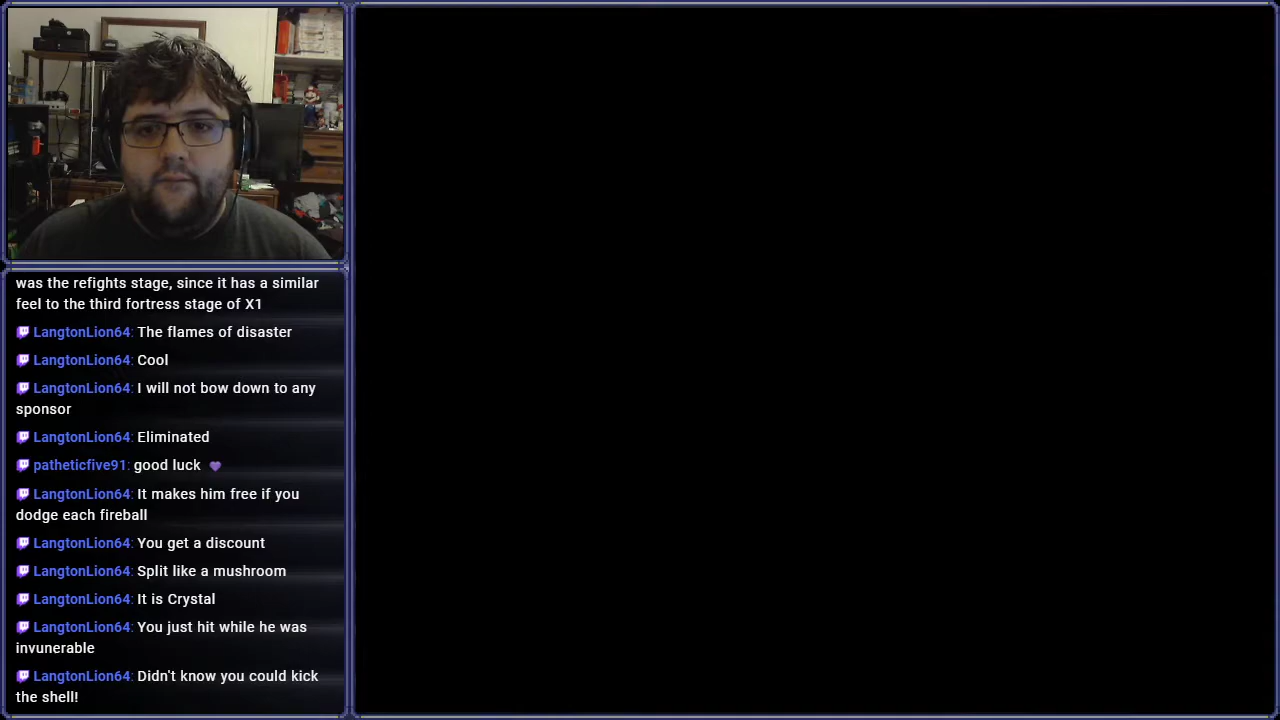 was the refights stage, since it has a similar
feel to the third fortress stage of X1
LangtonLion64: The flames of disaster
LangtonLion64: Cool
LangtonLion64: I will not bow down to any
sponsor
LangtonLion64: Eliminated
patheticfive91: good luck 💜
LangtonLion64: It makes him free if you
dodge each fireball
LangtonLion64: You get a discount
LangtonLion64: Split like a mushroom
LangtonLion64: It is Crystal
LangtonLion64: You just hit while he was
invunerable
LangtonLion64: Didn't know you could kick
the shell!